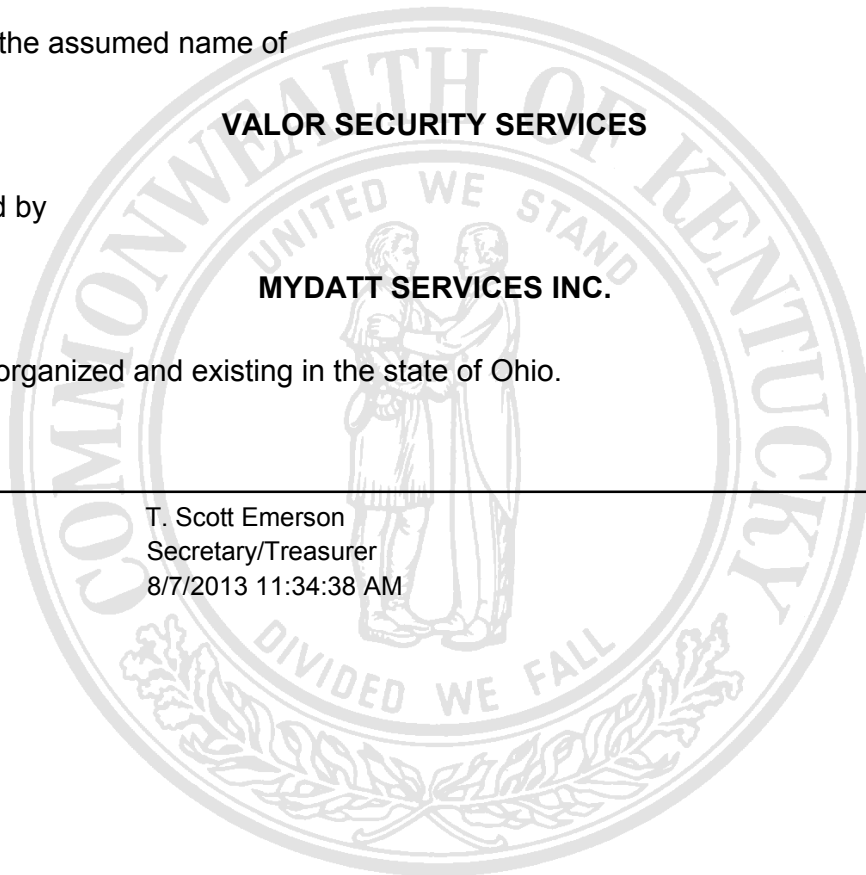 the assumed name of
VALOR SECURITY SERVICES
d by
MYDATT SERVICES INC.
organized and existing in the state of Ohio.
T. Scott Emerson
Secretary/Treasurer
8/7/2013 11:34:38 AM
COMMONWEALTH OF KENTUCKY
UNITED WE STAND
DIVIDED WE FALL